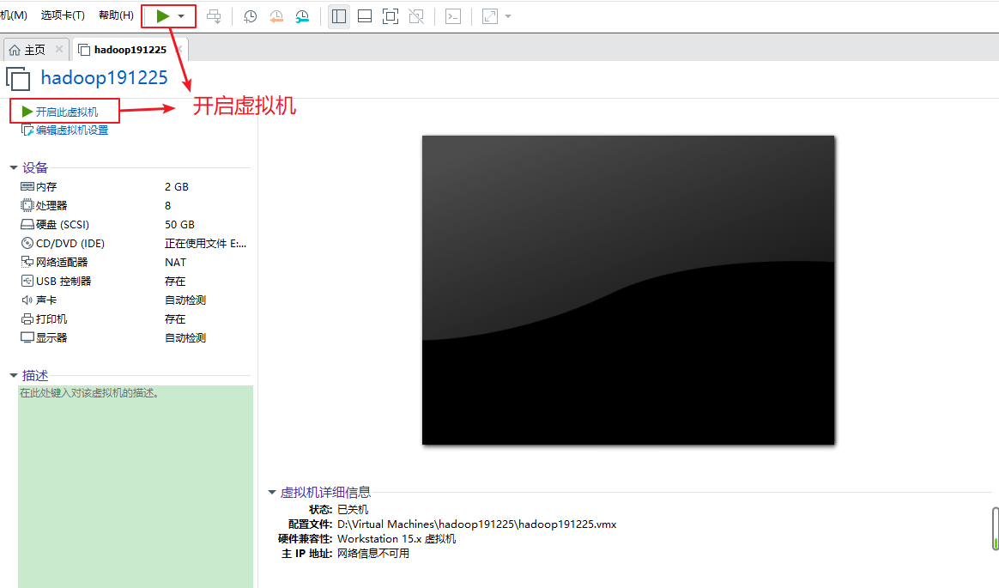 机(M) 选项卡(T) 帮助(H)
主页 hadoop191225
hadoop191225
开启虚拟机
开启此虚拟机
编辑虚拟机设置
设备
内存 2 GB
处理器 8
硬盘 (SCSI) 50 GB
CD/DVD (IDE) 正在使用文件 E:...
网络适配器 NAT
USB 控制器 存在
声卡 自动检测
打印机 存在
显示器 自动检测
描述
在此处键入对该虚拟机的描述。
虚拟机详细信息
状态: 已关机
配置文件: D:\Virtual Machines\hadoop191225\hadoop191225.vmx
硬件兼容性: Workstation 15.x 虚拟机
主 IP 地址: 网络信息不可用